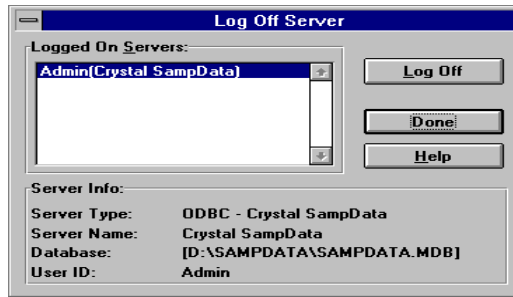 Log Off Server
Logged On Servers:
Admin(Crystal SampData)
Log Off
Done
Help
Server Info:
Server Type: ODBC - Crystal SampData
Server Name: Crystal SampData
Database: [D:\SAMPDATA\SAMPDATA.MDB]
User ID: Admin